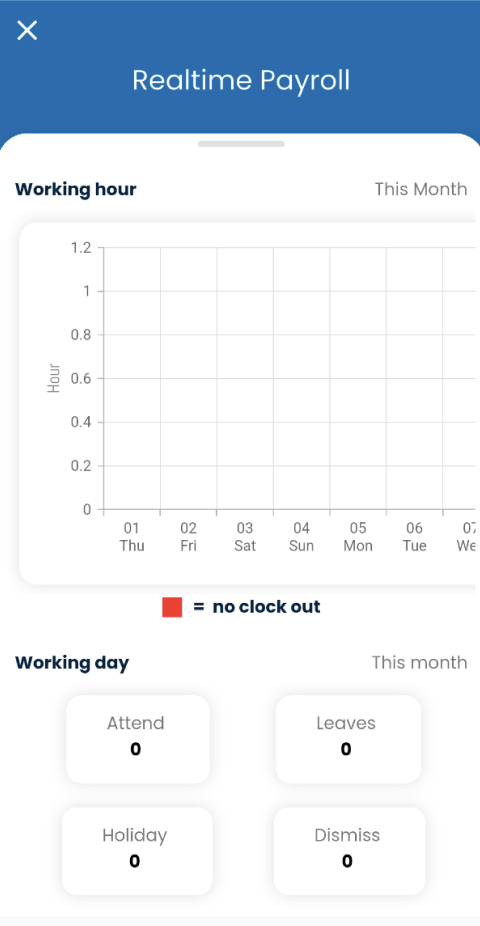 Realtime Payroll
Working hour This Month
1.2
1
0.8
0.6
0.4
0.2
0
Hour
01 02 03 04 05 06 07
Thu Fri Sat Sun Mon Tue We
= no clock out
Working day This month
Attend Leaves
0 0
Holiday Dismiss
0 0